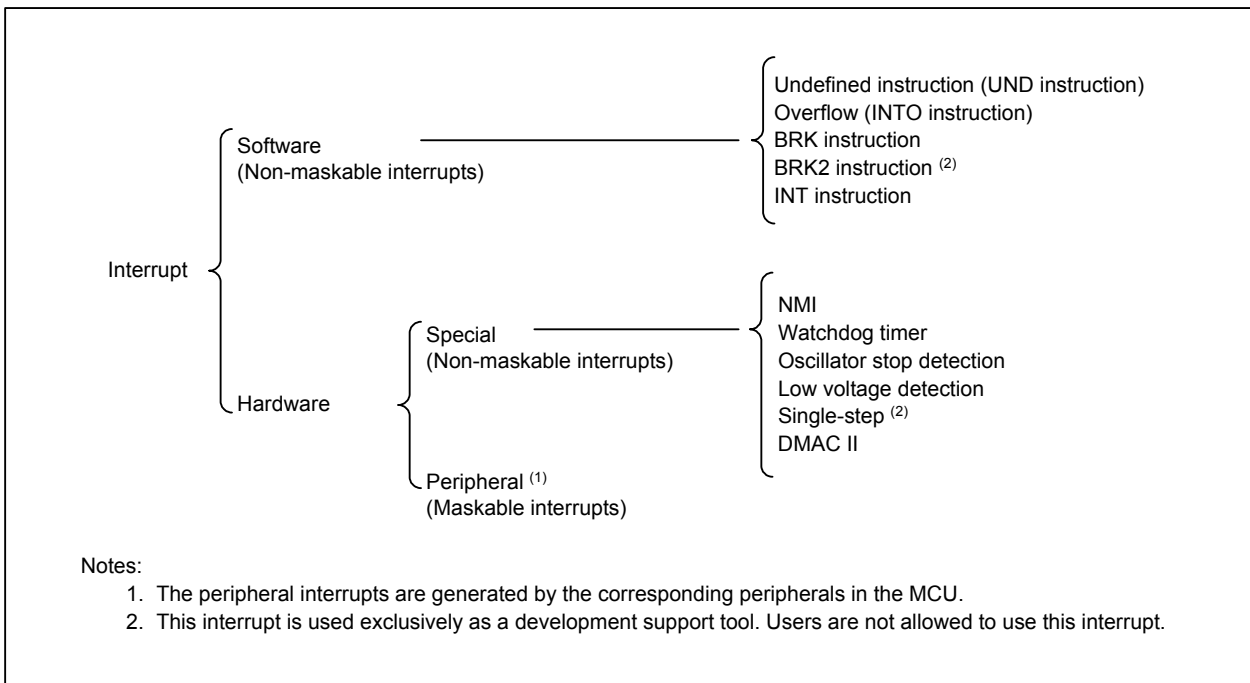 Undefined instruction (UND instruction)
Overflow (INTO instruction)
BRK instruction
BRK2 instruction (2)
INT instruction
Software
(Non-maskable interrupts)
Interrupt
Hardware
Special
(Non-maskable interrupts)
NMI
Watchdog timer
Oscillator stop detection
Low voltage detection
Single-step (2)
DMAC II
Peripheral (1)
(Maskable interrupts)
Notes:
1. The peripheral interrupts are generated by the corresponding peripherals in the MCU.
2. This interrupt is used exclusively as a development support tool. Users are not allowed to use this interrupt.